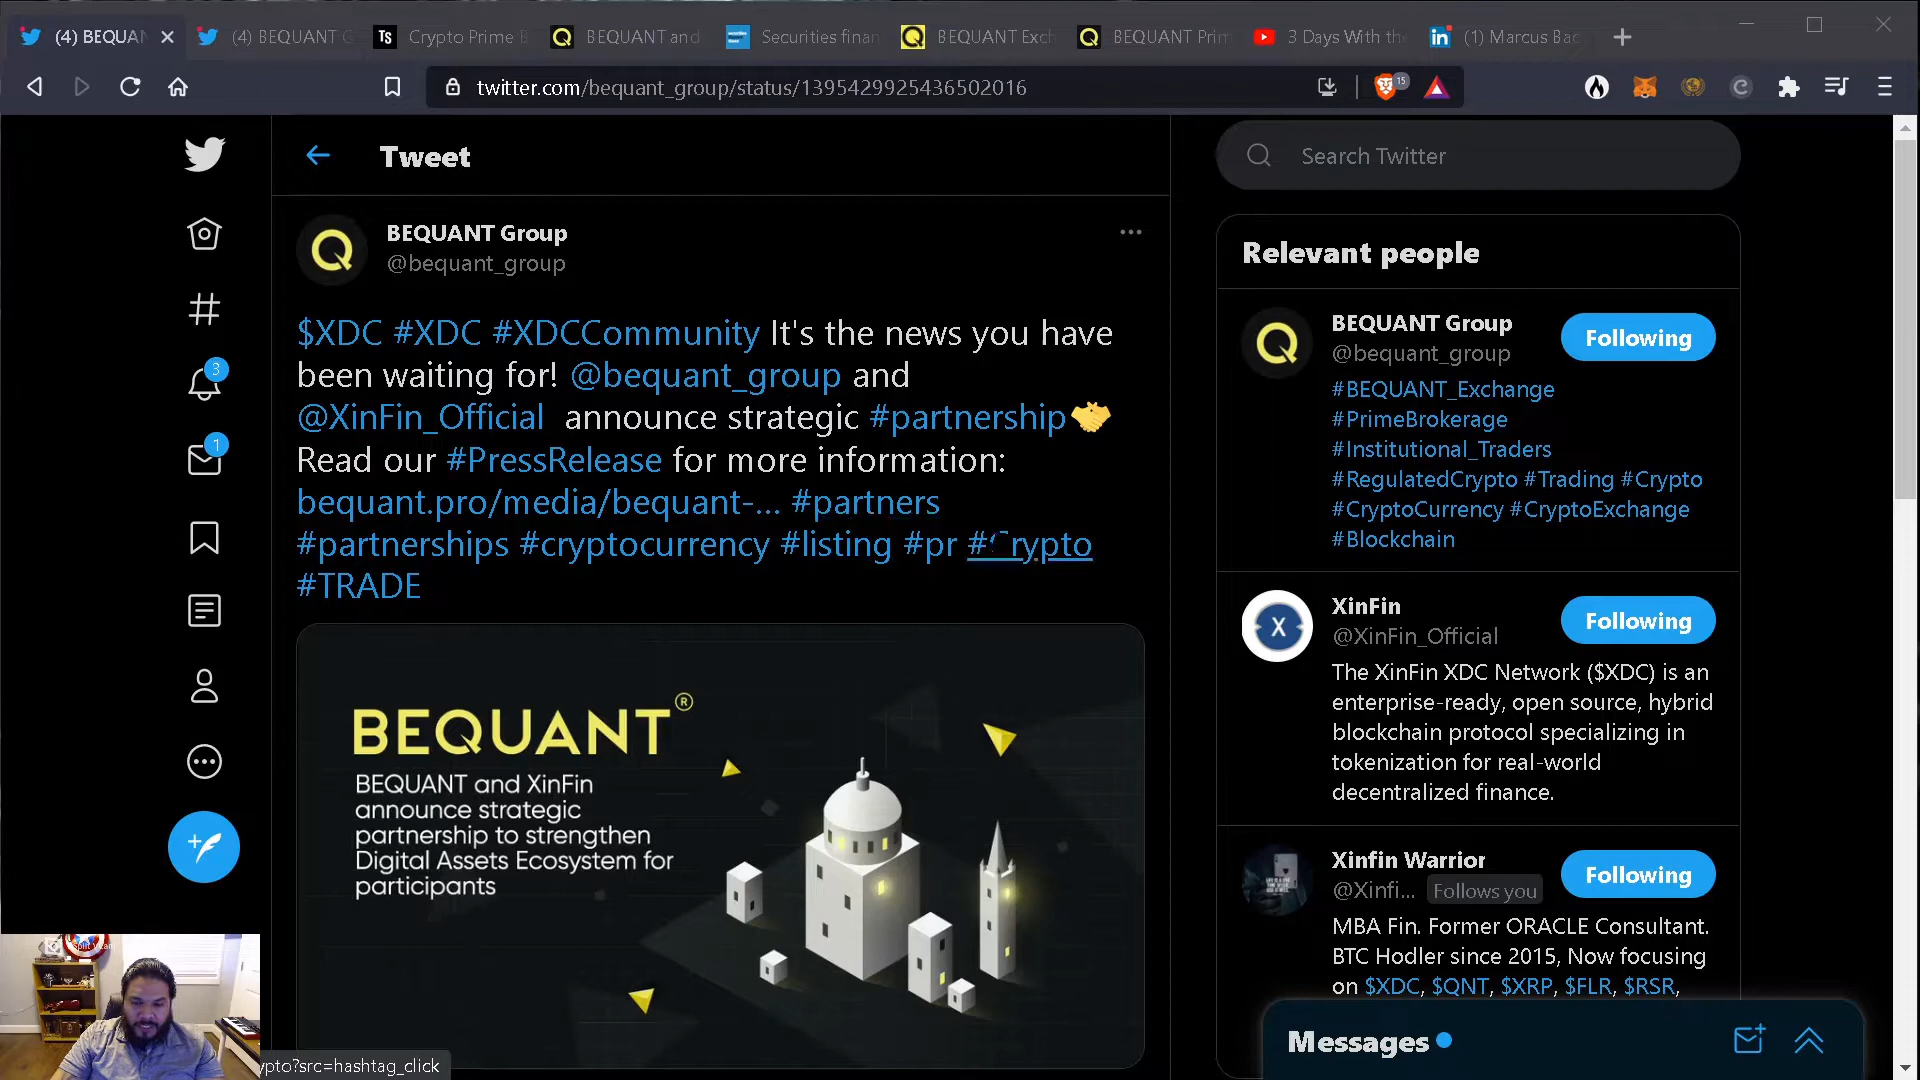 (4) BEQUAN
(4) BEQUANT G
Ts
Crypto Prime B
BEQUANT and
Securities finan
BEQUANT Exch
BEQUANT Prim
3 Days With the
(1) Marcus Bac
twitter.com/bequant_group/status/1395429925436502016
15
Tweet
Search Twitter
BEQUANT Group
@bequant_group
$XDC #XDC #XDCCommunity It's the news you have
been waiting for! @bequant_group and
@XinFin_Official announce strategic #partnership
Read our #PressRelease for more information:
bequant.pro/media/bequant-... #partners
#partnerships #cryptocurrency #listing #pr #Crypto
#TRADE
3
1
BEQUANT®
BEQUANT and XinFin
announce strategic
partnership to strengthen
Digital Assets Ecosystem for
participants
Relevant people
BEQUANT Group
@bequant_group
Following
#BEQUANT_Exchange
#PrimeBrokerage
#Institutional_Traders
#RegulatedCrypto #Trading #Crypto
#CryptoCurrency #CryptoExchange
#Blockchain
XinFin
@XinFin_Official
Following
The XinFin XDC Network ($XDC) is an
enterprise-ready, open source, hybrid
blockchain protocol specializing in
tokenization for real-world
decentralized finance.
Xinfin Warrior
@Xinfi... Follows you
Following
MBA Fin. Former ORACLE Consultant.
BTC Hodler since 2015, Now focusing
on $XDC, $QNT, $XRP, $FLR, $RSR,
Messages
ypto?src=hashtag_click